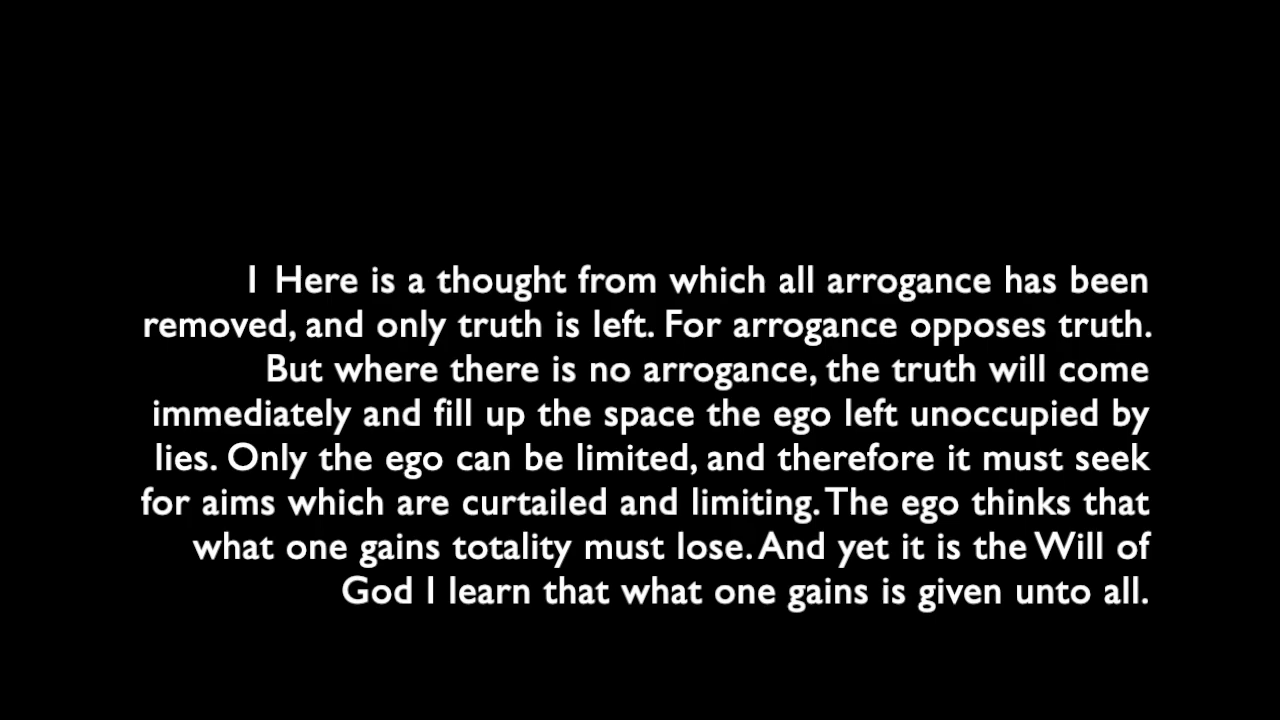 1 Here is a thought from which all arrogance has been
removed, and only truth is left. For arrogance opposes truth.
But where there is no arrogance, the truth will come
immediately and fill up the space the ego left unoccupied by
lies. Only the ego can be limited, and therefore it must seek
for aims which are curtailed and limiting. The ego thinks that
what one gains totality must lose. And yet it is the Will of
God I learn that what one gains is given unto all.